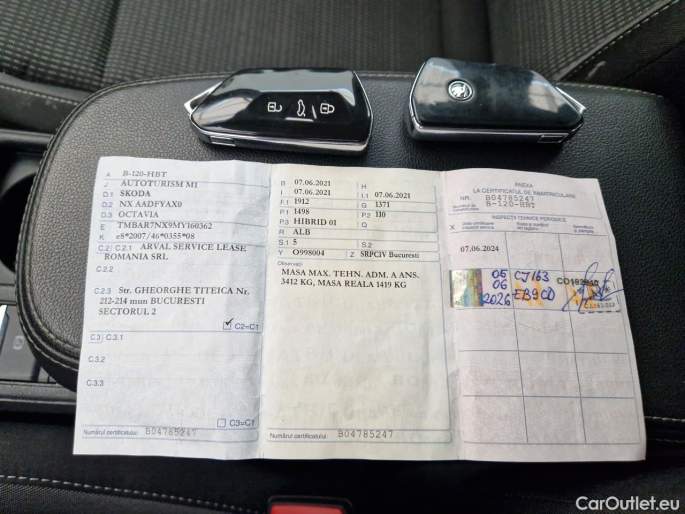 A B-120-HBT
J AUTOTURISM M1
D.1 SKODA
D.2 NX AADFYAX0
D.3 OCTAVIA
E TMBAR7NX9MY160362
K e8*2007/46*0355*08
C.2 C.2.1 ARVAL SERVICE LEASE
ROMANIA SRL
C.2.2
C.2.3 Str. GHEORGHE TITEICA Nr.
212-214 mun BUCURESTI
SECTORUL 2
C2=C1
C.3 C.3.1
C.3.2
C.3.3
C3=C1
Numărul certificatului: B04785247
B 07.06.2021 H
I 07.06.2021 I.1 07.06.2021
F.1 1912 G 1371
P.1 1498 P.2 110
P.3 HIBRID 01 Q
R ALB
S.1 5 S.2
Y O998004 Z SRPCIV Bucuresti
Observații
MASA MAX. TEHN. ADM. A ANS.
3412 KG, MASA REALA 1419 KG
Numărul certificatului: B04785247
ANEXA
LA CERTIFICATUL DE ÎNMATRICULARE
NR. B04785247
B-120-HBT
X INSPECȚII TEHNICE PERIODICE
07.06.2024
05 CJ163
06
2026 EB9CD
CarOutlet.eu